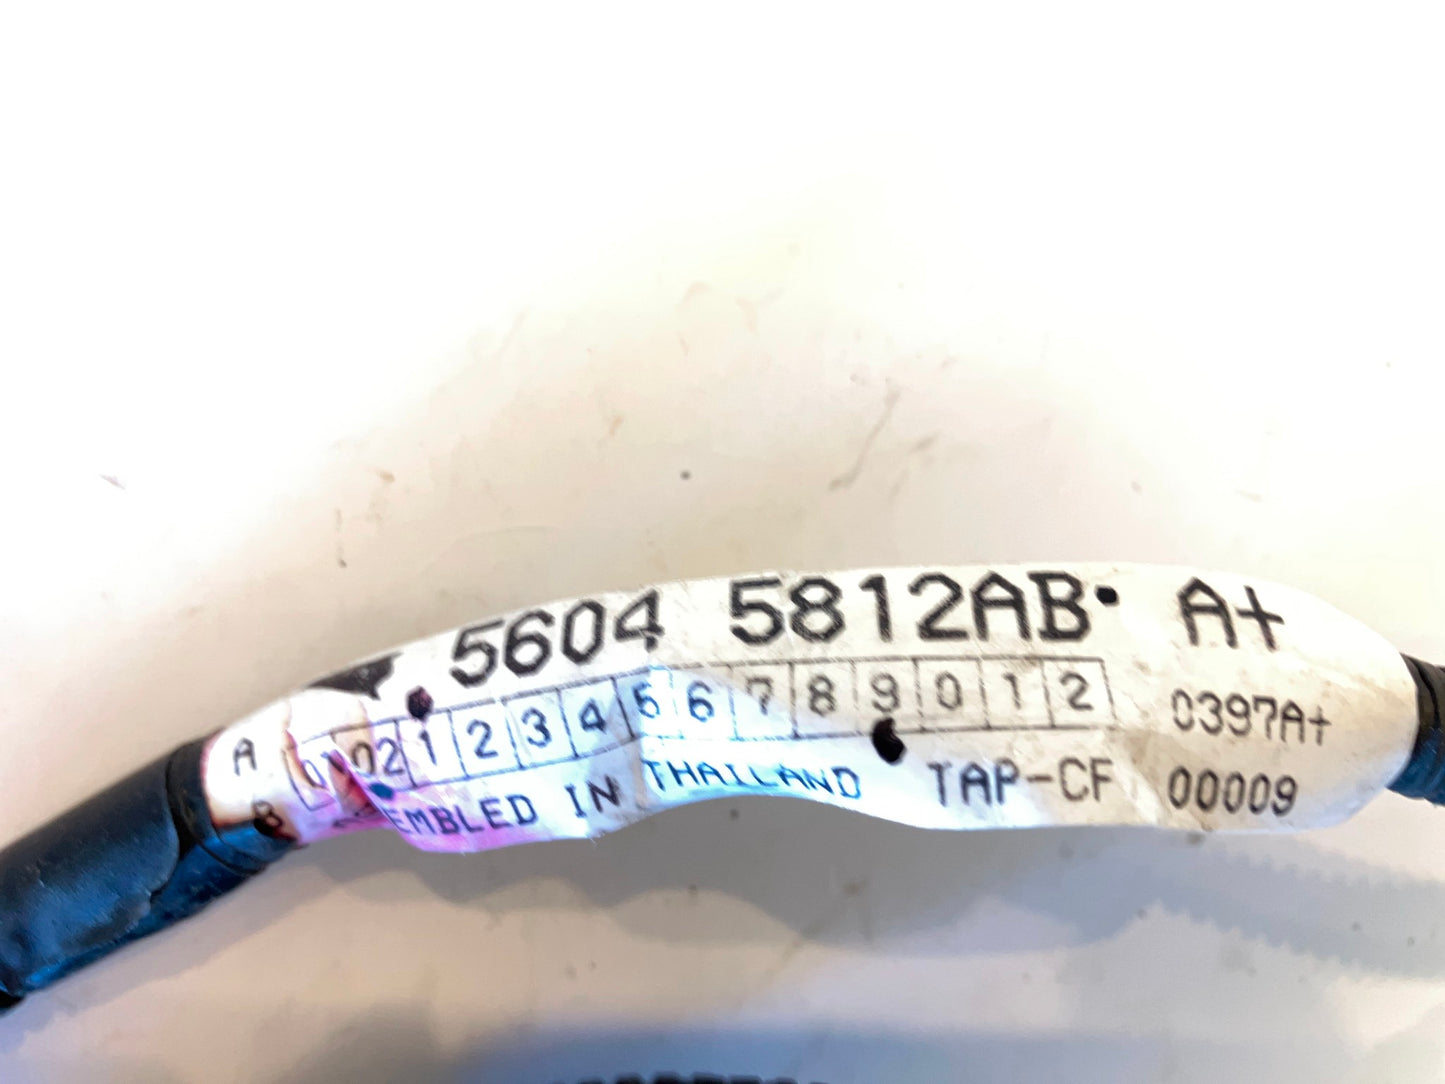 5604 5812AB A+
A 01 02 1 2 3 4 5 6 7 8 9 0 1 2 0397A+
EMBLED IN THAILAND TAP-CF 00009